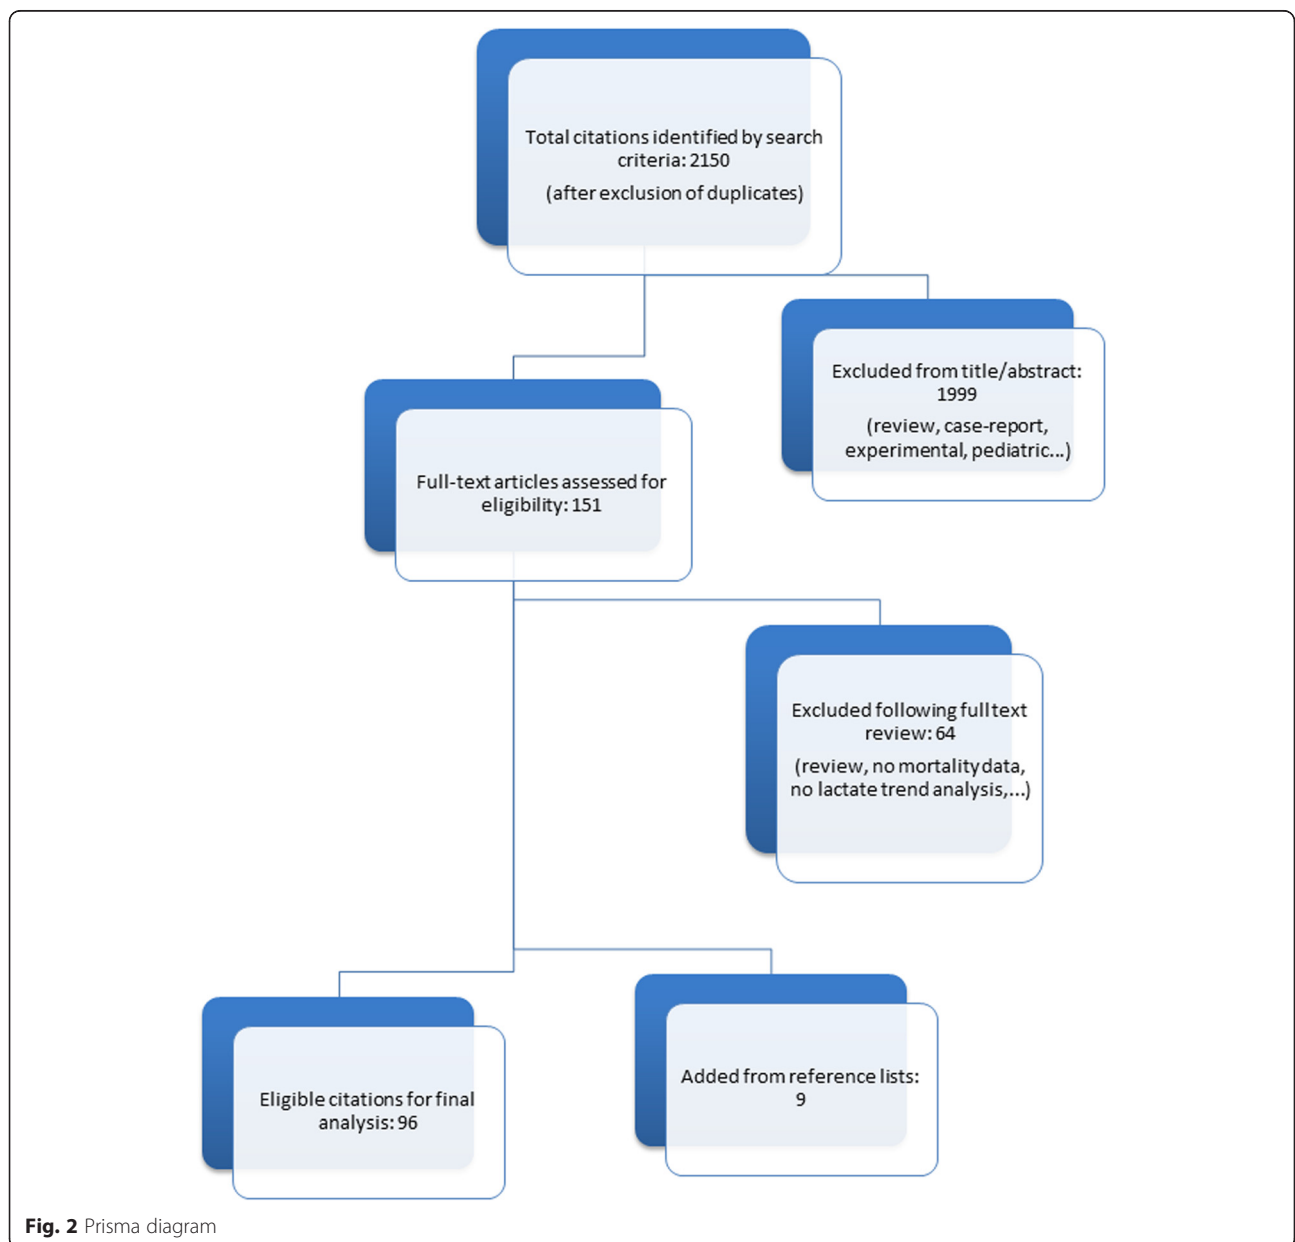 Total citations identified by search
criteria: 2150
(after exclusion of duplicates)
Excluded from title/abstract:
1999
(review, case-report,
experimental, pediatric...)
Full-text articles assessed for
eligibility: 151
Excluded following full text
review: 64
(review, no mortality data,
no lactate trend analysis,...)
Eligible citations for final
analysis: 96
Added from reference lists:
9
Fig. 2 Prisma diagram